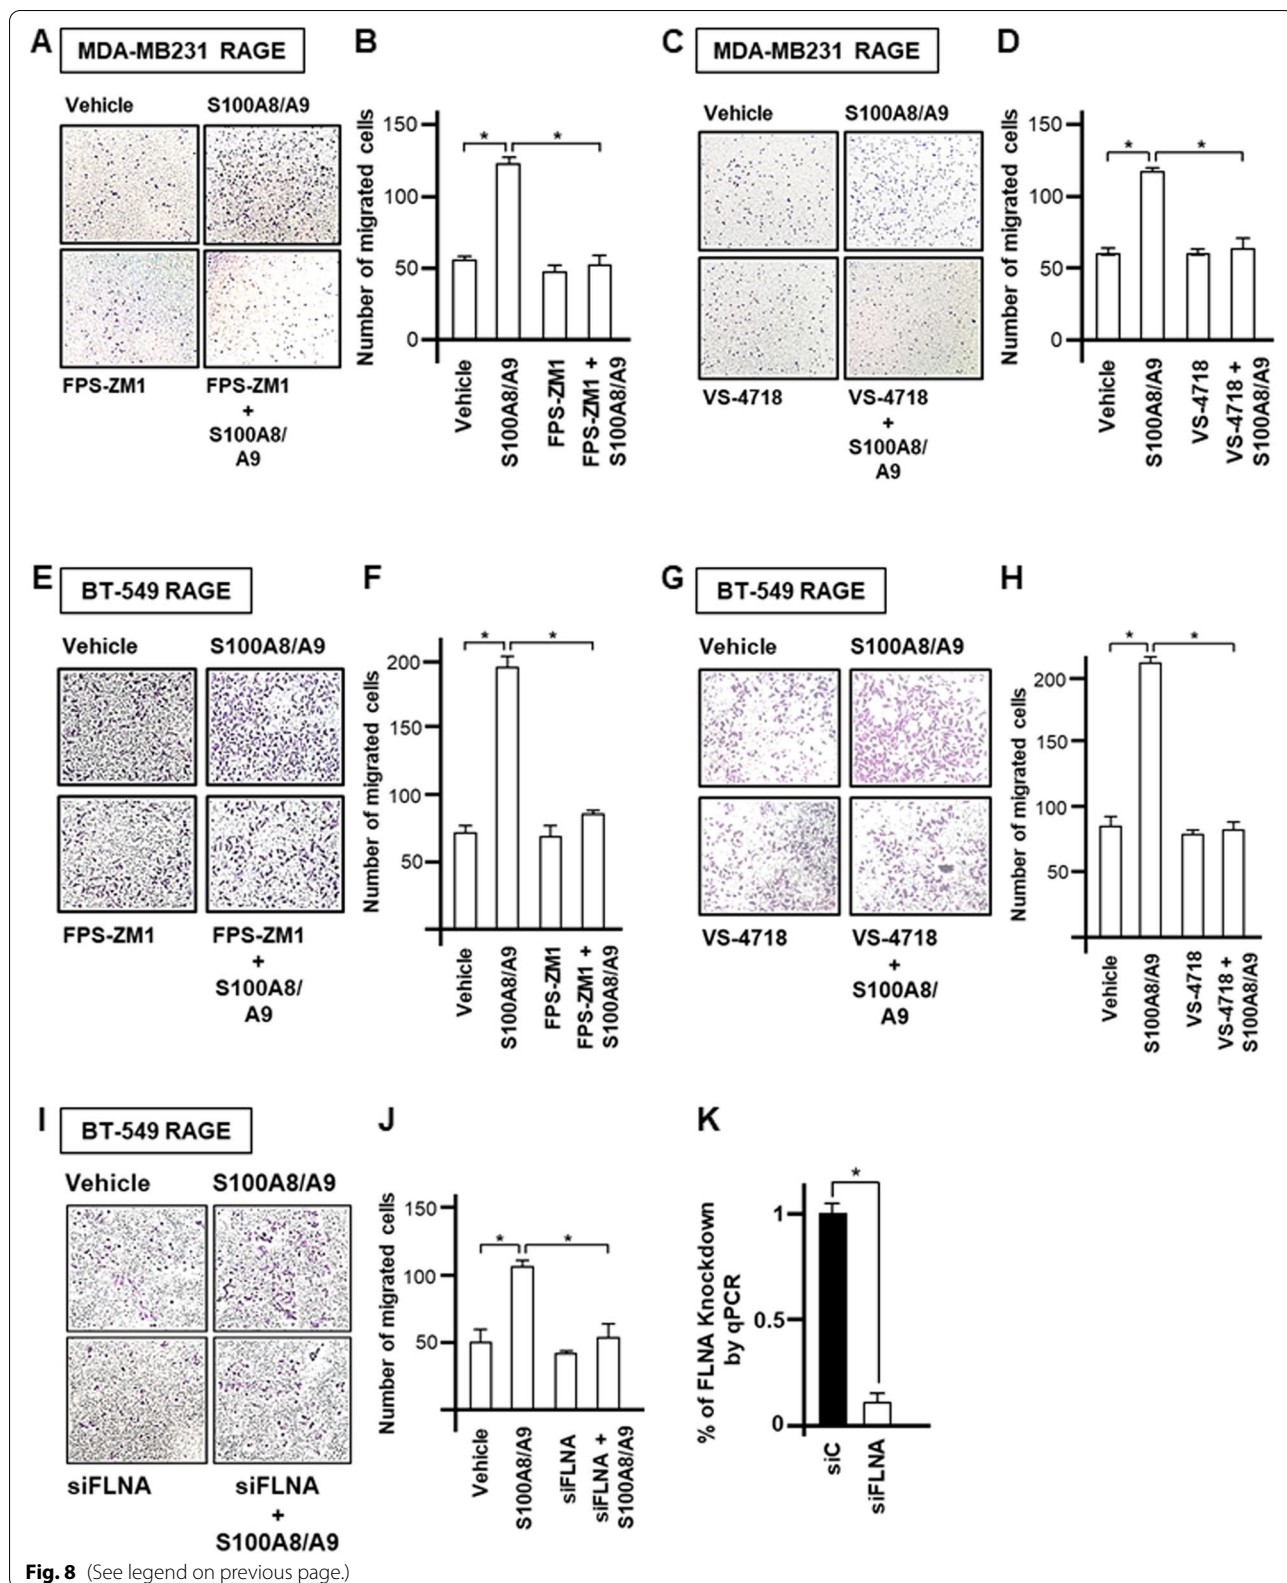 A
MDA-MB231 RAGE
Vehicle
S100A8/A9
FPS-ZM1
FPS-ZM1
+
S100A8/
A9
B
Number of migrated cells
150
100
50
0
*
*
Vehicle
S100A8/A9
FPS-ZM1
FPS-ZM1 +
S100A8/A9
C
MDA-MB231 RAGE
Vehicle
S100A8/A9
VS-4718
VS-4718
+
S100A8/
A9
D
Number of migrated cells
150
100
50
0
*
*
Vehicle
S100A8/A9
VS-4718
VS-4718 +
S100A8/A9
E
BT-549 RAGE
Vehicle
S100A8/A9
FPS-ZM1
FPS-ZM1
+
S100A8/
A9
F
Number of migrated cells
200
150
100
50
*
*
Vehicle
S100A8/A9
FPS-ZM1
FPS-ZM1 +
S100A8/A9
G
BT-549 RAGE
Vehicle
S100A8/A9
VS-4718
VS-4718
+
S100A8/
A9
H
Number of migrated cells
200
150
100
50
*
*
Vehicle
S100A8/A9
VS-4718
VS-4718 +
S100A8/A9
I
BT-549 RAGE
Vehicle
S100A8/A9
siFLNA
siFLNA
+
S100A8/A9
J
Number of migrated cells
150
100
50
*
*
Vehicle
S100A8/A9
siFLNA
siFLNA +
S100A8/A9
K
% of FLNA Knockdown
by qPCR
1
0.5
0
*
siC
siFLNA
Fig. 8 (See legend on previous page.)